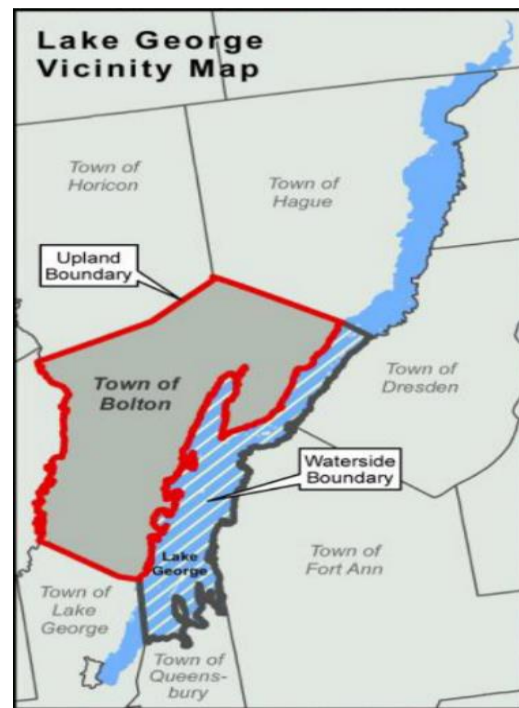 Lake George
Vicinity Map
Town of
Horicon
Town of
Hague
Upland
Boundary
Town of
Bolton
Town of
Dresden
Waterside
Boundary
Lake
George
Town of
Fort Ann
Town of
Lake
George
Town of
Queens-
bury